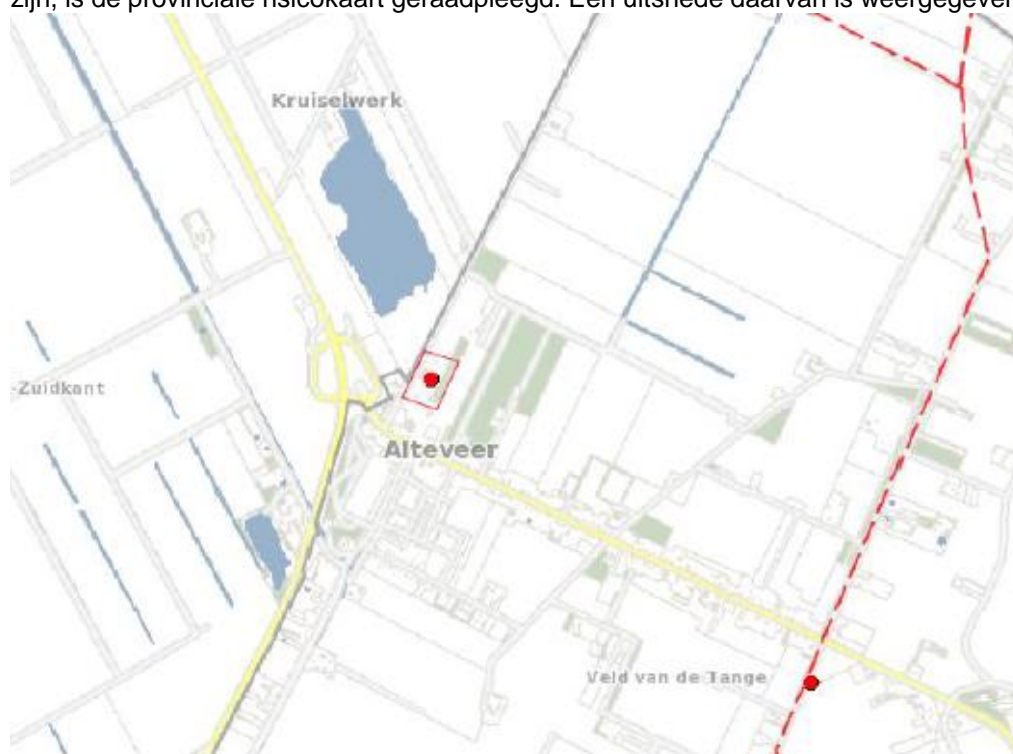 zijn, is de provinciale risicokaart geraadpleegd. Een uitsnede daarvan is weergegeven
Kruiselwerk
-Zuidkant
Alteveer
Veld van de Tange